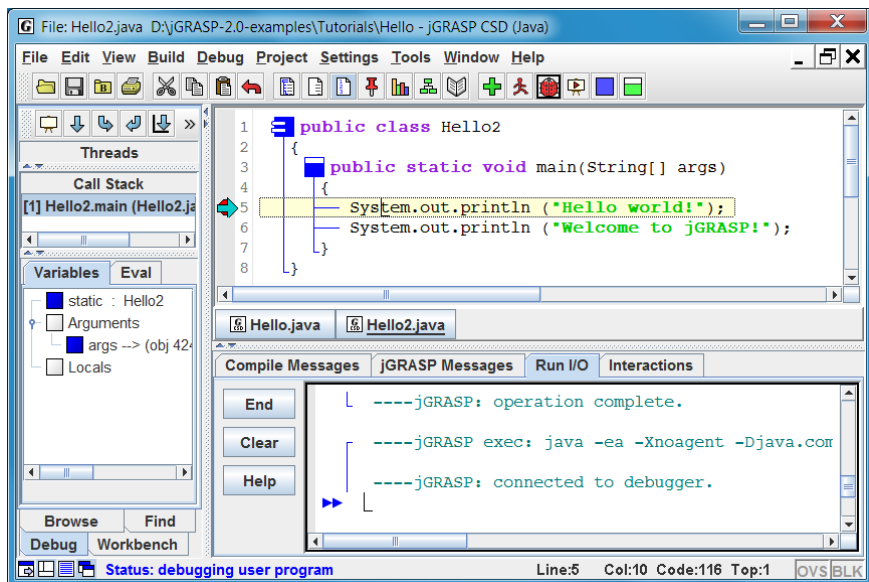 File: Hello2.java D:\jGRASP-2.0-examples\Tutorials\Hello - jGRASP CSD (Java)
File Edit View Build Debug Project Settings Tools Window Help
Threads
Call Stack
[1] Hello2.main (Hello2.ja
Variables Eval
static : Hello2
Arguments
args --> (obj 424
Locals
Browse Find
Debug Workbench
1 public class Hello2
2 {
3 public static void main(String[] args)
4 {
5 System.out.println ("Hello world!");
6 System.out.println ("Welcome to jGRASP!");
7 }
8 }
Hello.java Hello2.java
Compile Messages jGRASP Messages Run I/O Interactions
End
Clear
Help
----jGRASP: operation complete.
----jGRASP exec: java -ea -Xnoagent -Djava.com
----jGRASP: connected to debugger.
Status: debugging user program Line:5 Col:10 Code:116 Top:1 OVS BLK